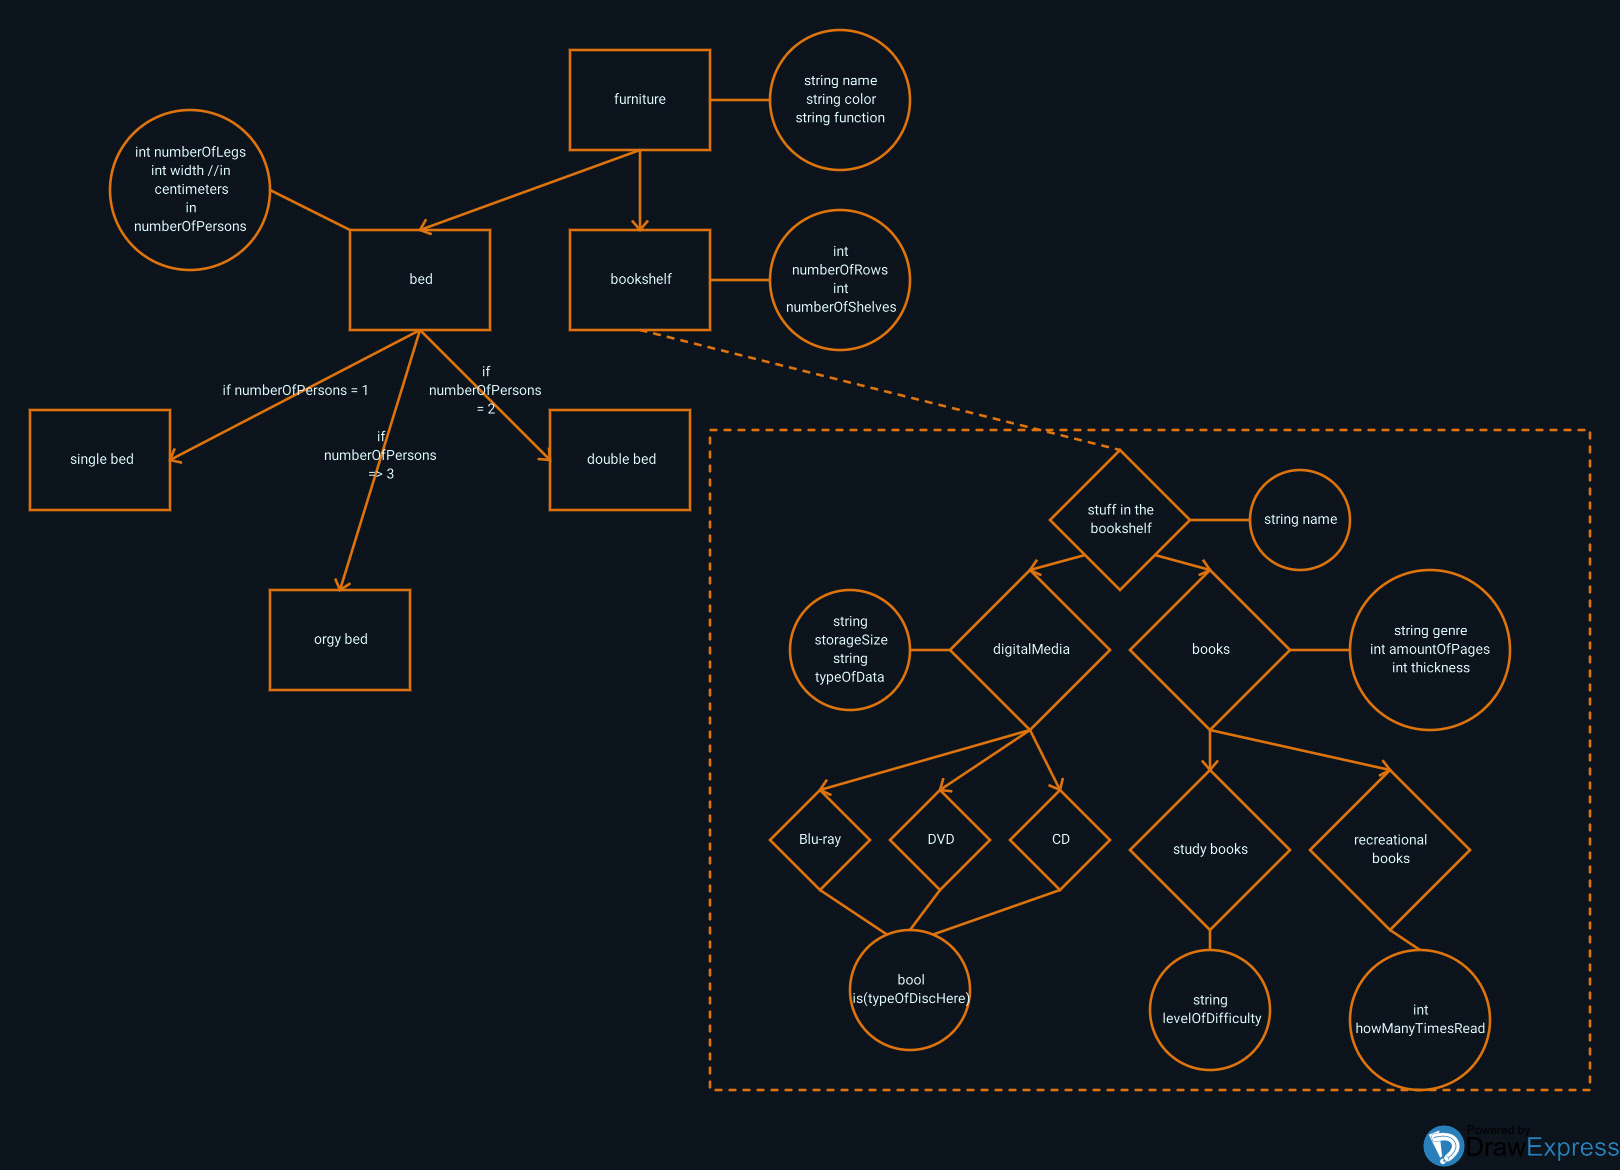 furniture
string name
string color
string function
int numberOfLegs
int width //in
centimeters
in
numberOfPersons
bed
bookshelf
int
numberOfRows
int
numberOfShelves
if numberOfPersons = 1
if
numberOfPersons
= 2
if
numberOfPersons
=> 3
single bed
double bed
orgy bed
stuff in the
bookshelf
string name
string
storageSize
string
typeOfData
digitalMedia
books
string genre
int amountOfPages
int thickness
Blu-ray
DVD
CD
study books
recreational
books
bool
is(typeOfDiscHere)
string
levelOfDifficulty
int
howManyTimesRead
Powered by
DrawExpress